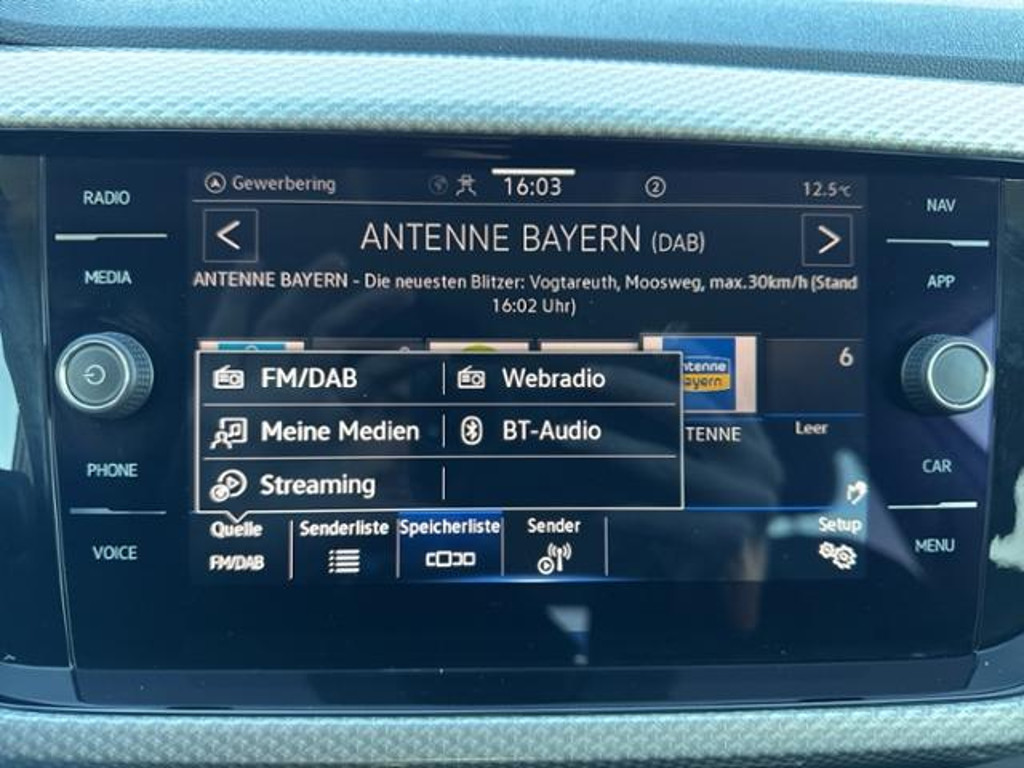 RADIO
MEDIA
PHONE
VOICE
Gewerbering
16:03
2
12.5°C
ANTENNE BAYERN (DAB)
ANTENNE BAYERN - Die neuesten Blitzer: Vogtareuth, Moosweg, max.30km/h (Stand
16:02 Uhr)
FM/DAB
Webradio
Meine Medien
BT-Audio
Streaming
ntenne
ayern
TENNE
6
Leer
Quelle
FM/DAB
Senderliste
Speicherliste
Sender
Setup
NAV
APP
CAR
MENU